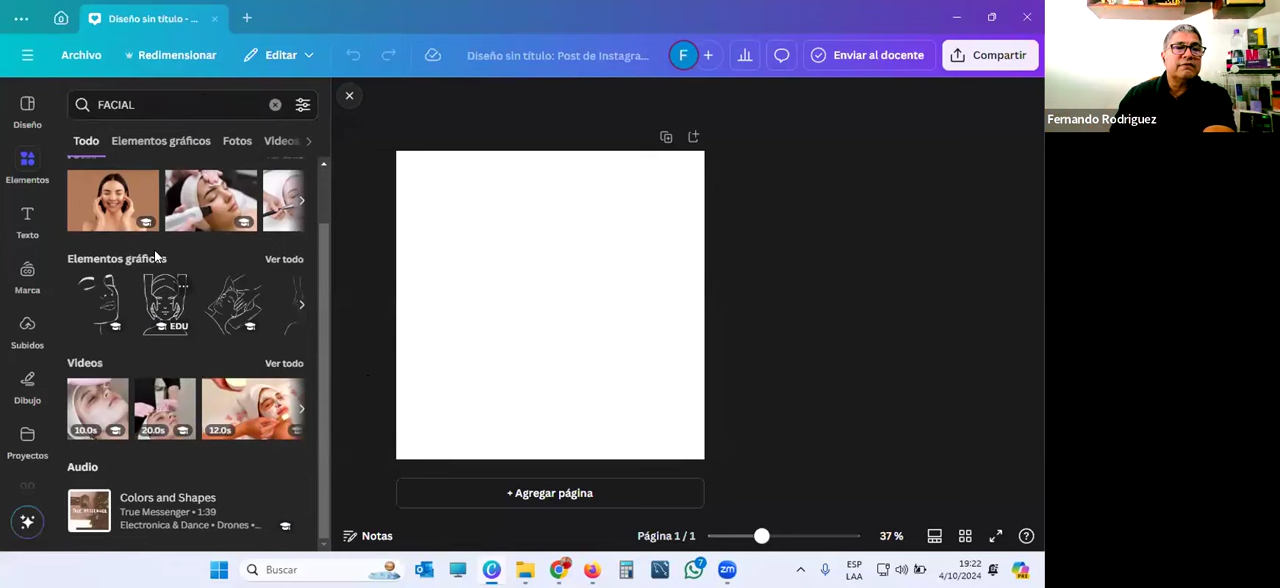 Diseño sin título - ...
Archivo
Redimensionar
Editar
Diseño sin título: Post de Instagra...
F
Enviar al docente
Compartir
FACIAL
Todo
Elementos gráficos
Fotos
Videos
Diseño
Elementos
Texto
Marca
Subidos
Dibujo
Proyectos
Elementos gráficos
Ver todo
EDU
Videos
Ver todo
10.0s
20.0s
12.0s
Audio
Colors and Shapes
True Messenger • 1:39
Electronica & Dance • Drones •...
+ Agregar página
Notas
Página 1 / 1
37 %
Buscar
7
zm
ESP
LAA
19:22
4/10/2024
Fernando Rodriguez